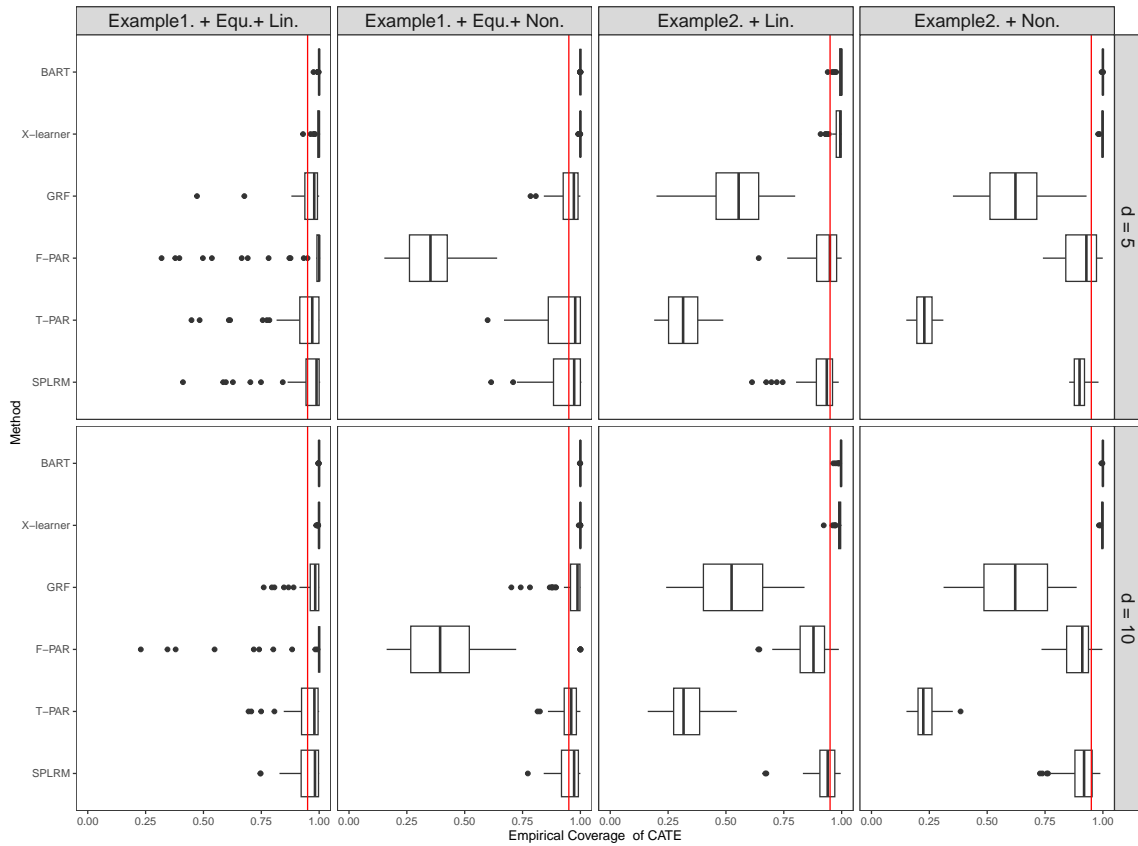 Example1. + Equ.+ Lin.
Example1. + Equ.+ Non.
Example2. + Lin.
Example2. + Non.
BART
X−learner
GRF
F−PAR
T−PAR
SPLRM
d = 5
BART
X−learner
GRF
F−PAR
T−PAR
SPLRM
d = 10
Method
0.00 0.25 0.50 0.75 1.00
0.00 0.25 0.50 0.75 1.00
0.00 0.25 0.50 0.75 1.00
0.00 0.25 0.50 0.75 1.00
Empirical Coverage of CATE